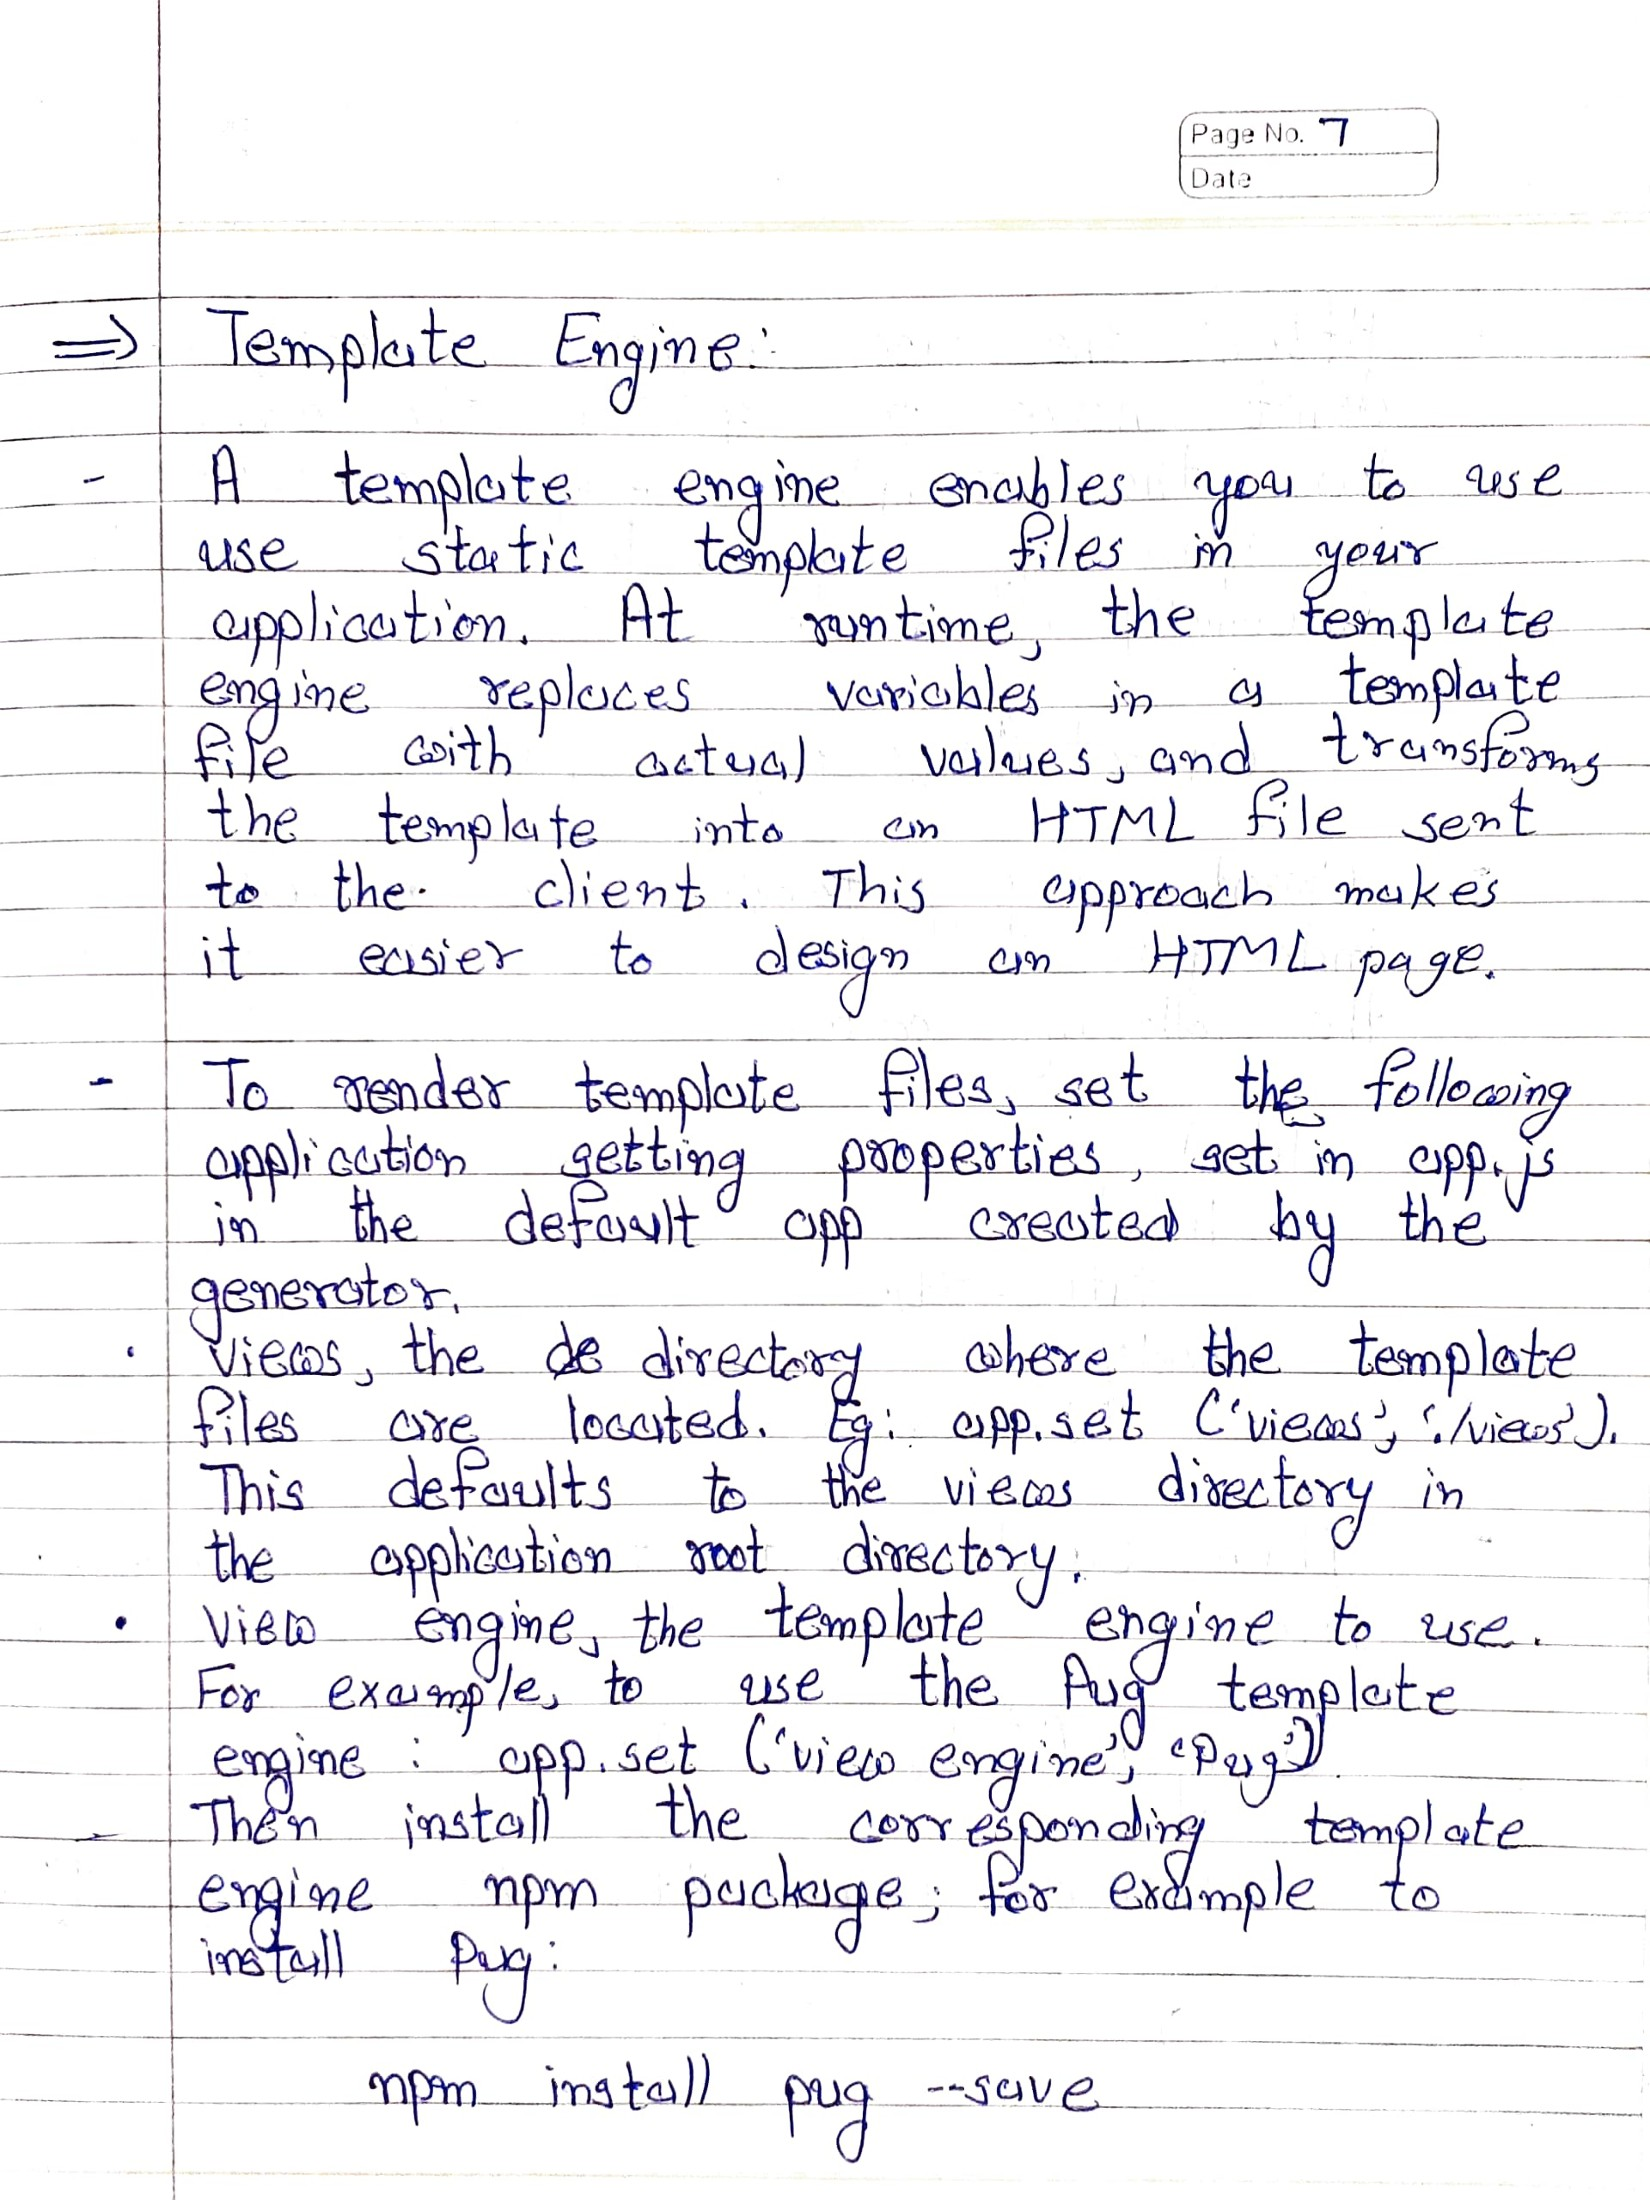 Page No. 7
Date
⇒ Template Engine:
- A template engine enables you to use
use static template files in your
application. At runtime, the template
engine replaces variables in a template
file with actual values, and transforms
the template into an HTML file sent
to the client. This approach makes
it easier to design an HTML page.
- To render template files, set the following
application setting properties, set in app.js
in the default app created by the
generator.
• views, the de directory where the template
files are located. Eg: app.set ('views', './views').
This defaults to the views directory in
the application root directory.
• view engine, the template engine to use.
For example, to use the Pug template
engine : app.set ('view engine', 'Pug')
- Then install the corresponding template
engine npm package; for example to
install Pug:
npm install pug --save